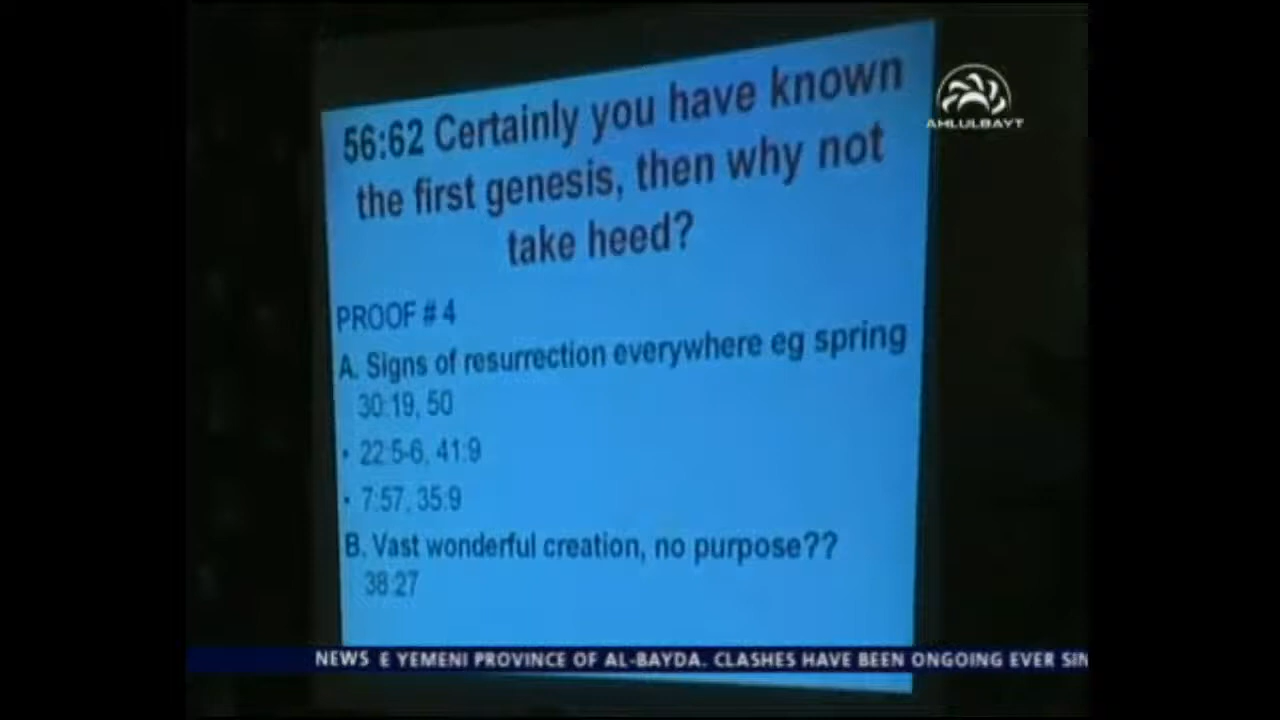 56:62 Certainly you have known
the first genesis, then why not
take heed?
AHLULBAYT
PROOF # 4
A. Signs of resurrection everywhere eg spring
30:19, 50
• 22:5-6, 41:9
• 7:57, 35:9
B. Vast wonderful creation, no purpose??
38:27
NEWS E YEMENI PROVINCE OF AL-BAYDA. CLASHES HAVE BEEN ONGOING EVER SIN